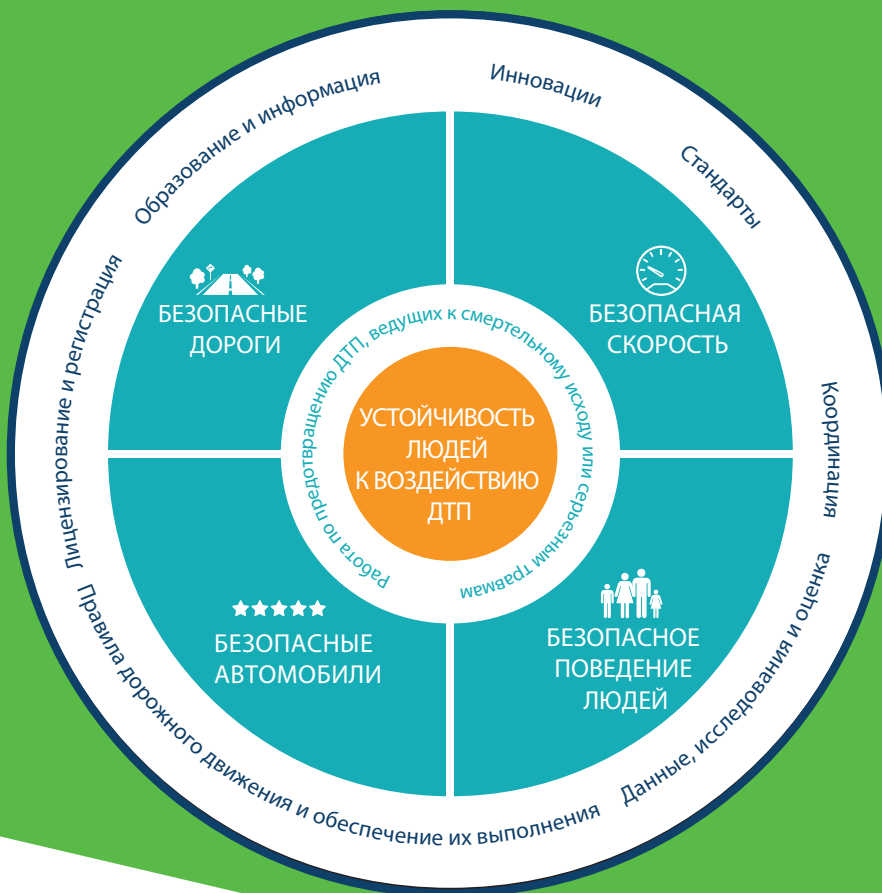 Образование и информация
Инновации
Стандарты
Координация
Данные, исследования и оценка
Правила дорожного движения и обеспечение их выполнения
Лицензирование и регистрация
БЕЗОПАСНЫЕ
ДОРОГИ
БЕЗОПАСНАЯ
СКОРОСТЬ
Работа по предотвращению ДТП, ведущих к смертельному исходу или серьезным травмам
УСТОЙЧИВОСТЬ
ЛЮДЕЙ
К ВОЗДЕЙСТВИЮ
ДТП
БЕЗОПАСНЫЕ
АВТОМОБИЛИ
БЕЗОПАСНОЕ
ПОВЕДЕНИЕ
ЛЮДЕЙ